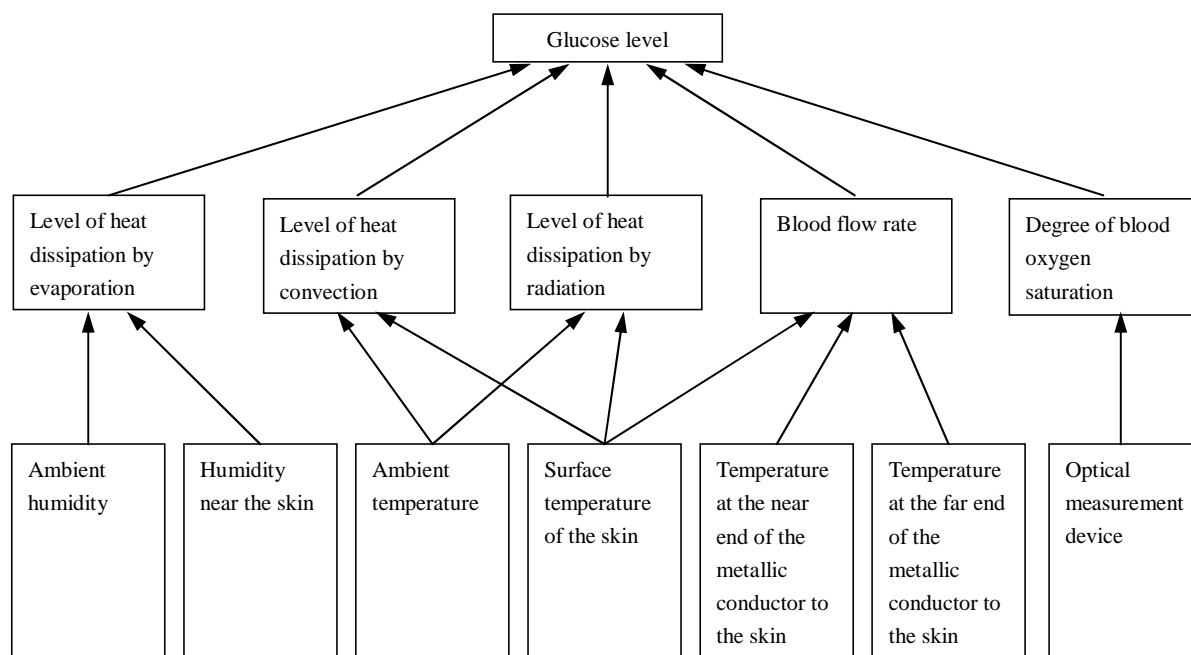 Glucose level
Level of heat
dissipation by
evaporation
Level of heat
dissipation by
convection
Level of heat
dissipation by
radiation
Blood flow rate
Degree of blood
oxygen
saturation
Ambient
humidity
Humidity
near the skin
Ambient
temperature
Surface
temperature
of the skin
Temperature
at the near
end of the
metallic
conductor to
the skin
Temperature
at the far end
of the
metallic
conductor to
the skin
Optical
measurement
device